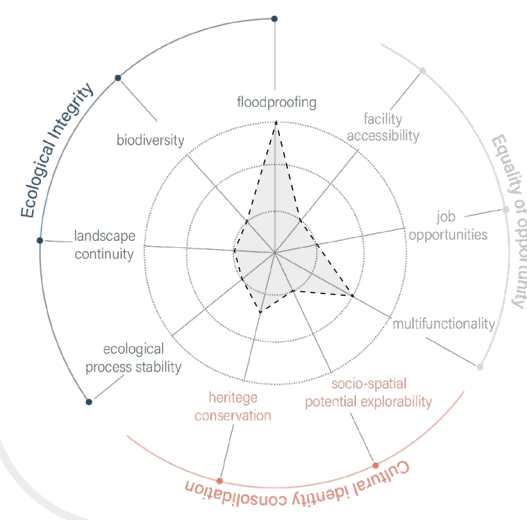 floodproofing
facility
accessibility
biodiversity
Ecological Integrity
Equality of opportunity
job
opportunities
landscape
continuity
multifunctionality
ecological
process stability
socio-spatial
potential explorability
heritege
conservation
Cultural identity consolidation